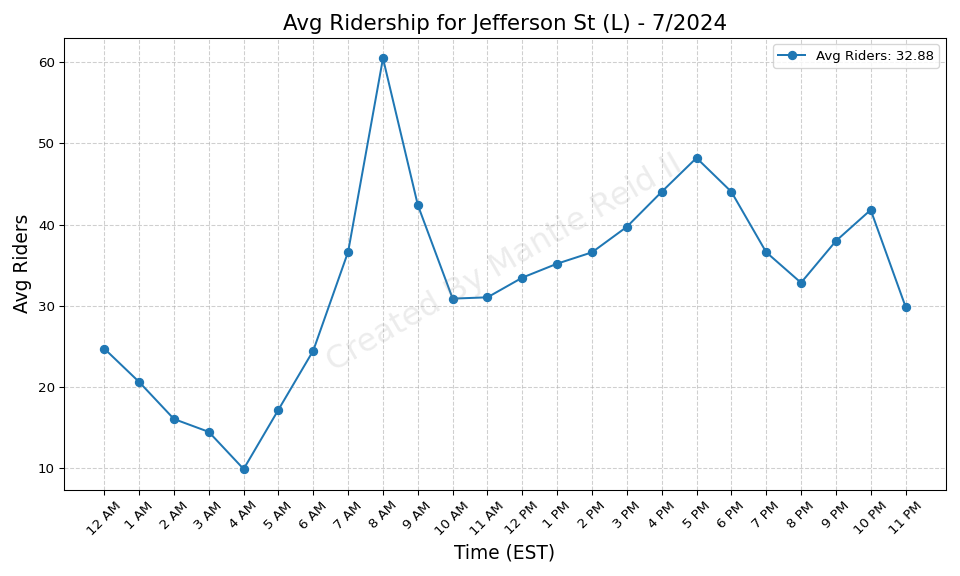 Avg Ridership for Jefferson St (L) - 7/2024
Avg Riders: 32.88
60
50
40
30
20
10
Avg Riders
Created By Mantie Reid II
12 AM
1 AM
2 AM
3 AM
4 AM
5 AM
6 AM
7 AM
8 AM
9 AM
10 AM
11 AM
12 PM
1 PM
2 PM
3 PM
4 PM
5 PM
6 PM
7 PM
8 PM
9 PM
10 PM
11 PM
Time (EST)